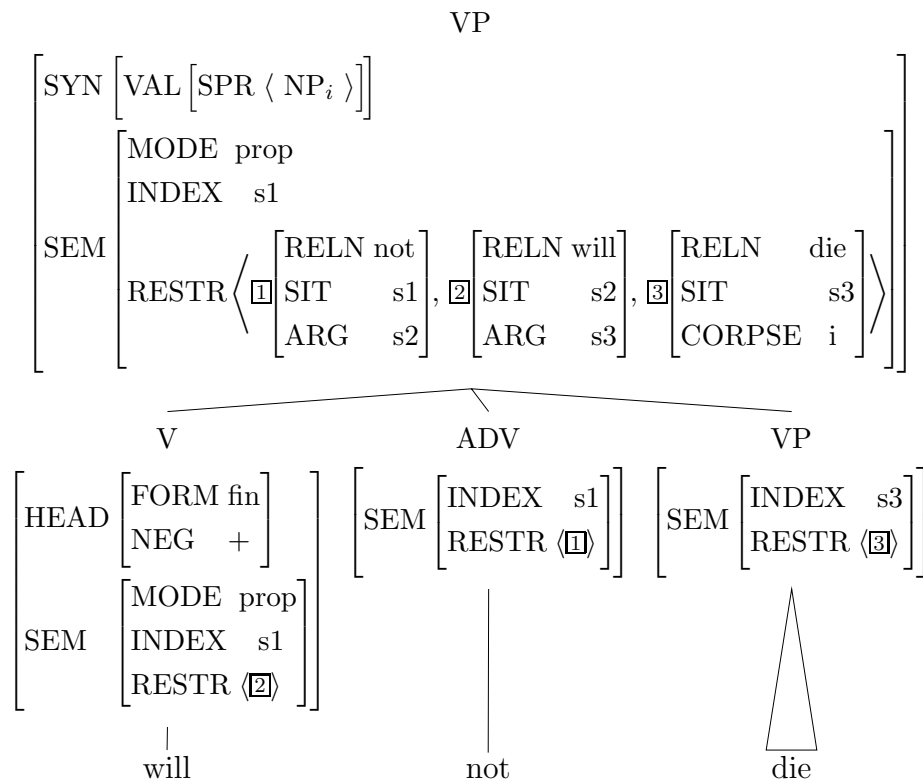 VP
SYN [VAL [SPR ⟨ NP_i ⟩]]
MODE prop
INDEX s1
RELN not RELN will RELN die
SEM RESTR ⟨ 1 SIT s1 , 2 SIT s2 , 3 SIT s3 ⟩
ARG s2 ARG s3 CORPSE i
V ADV VP
FORM fin INDEX s1 INDEX s3
HEAD SEM SEM
NEG + RESTR ⟨1⟩ RESTR ⟨3⟩
MODE prop
SEM INDEX s1
RESTR ⟨2⟩
will not die